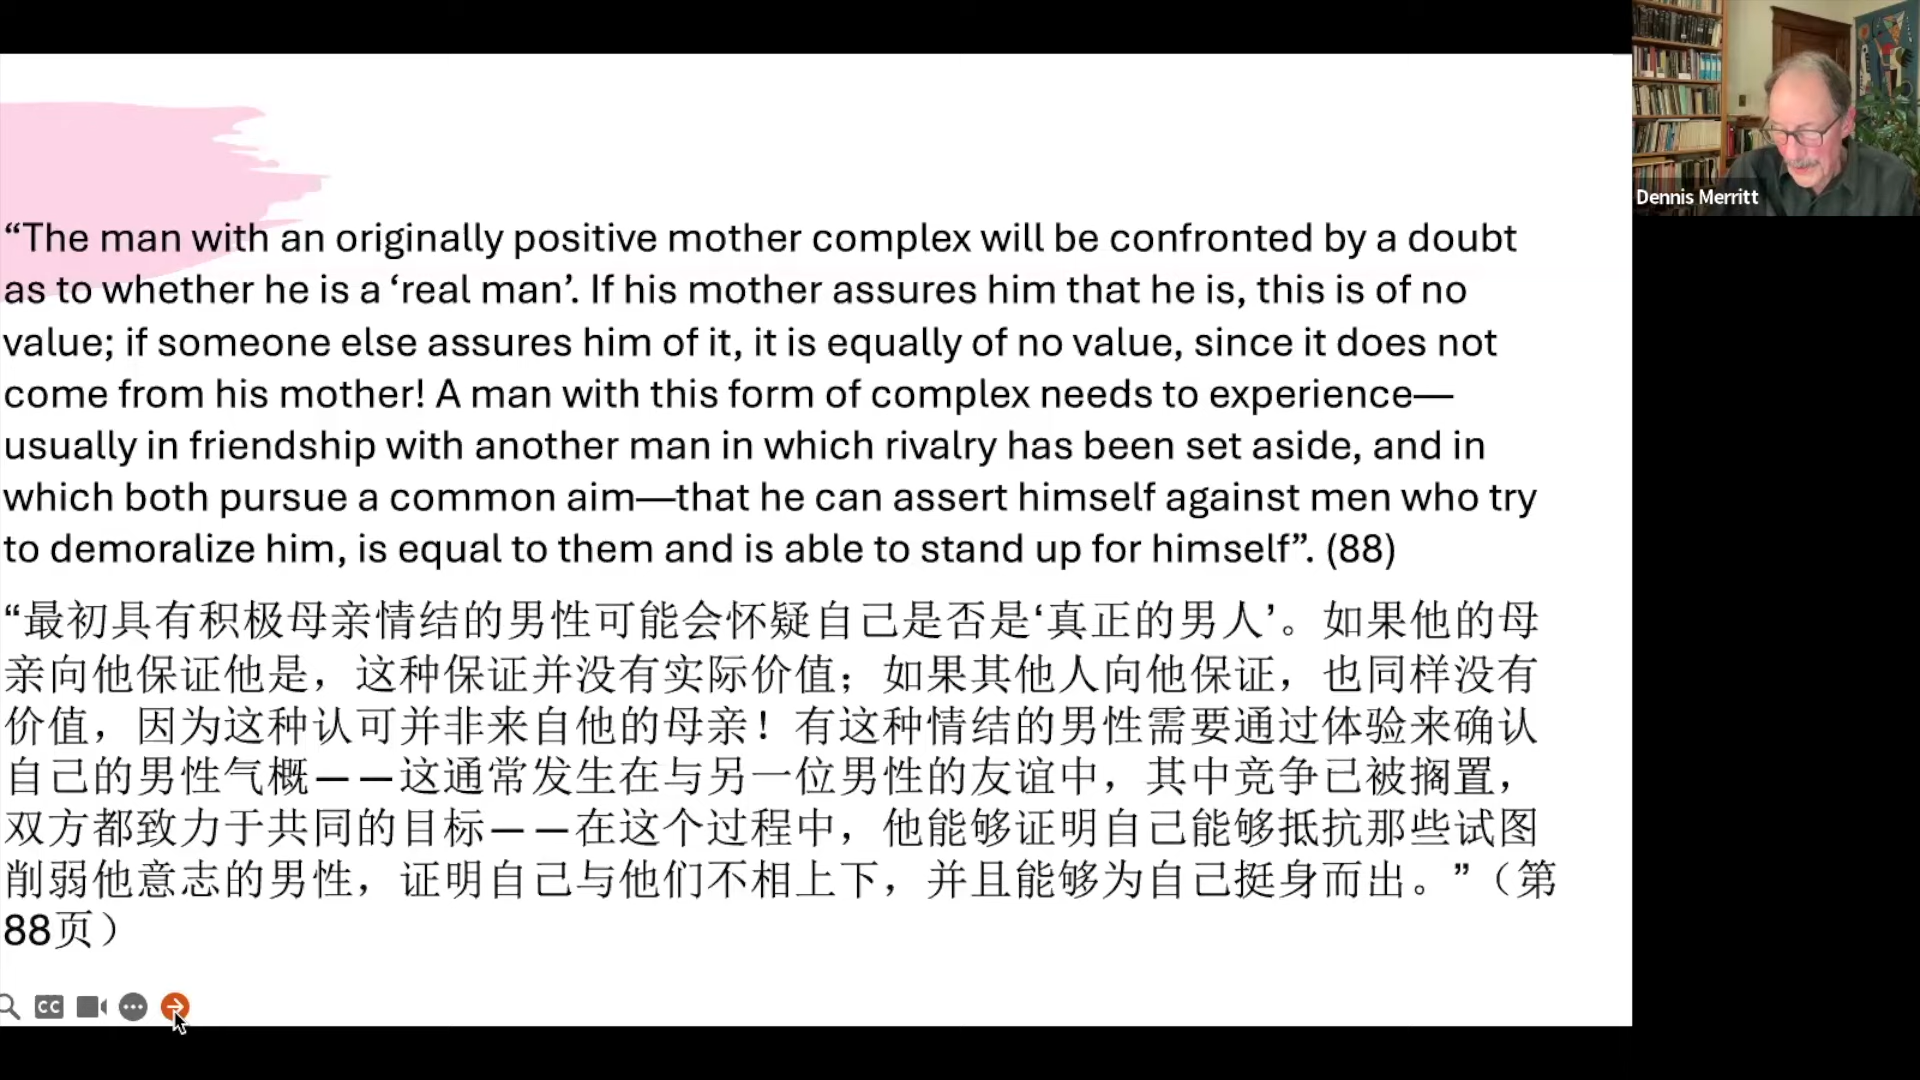 “The man with an originally positive mother complex will be confronted by a doubt
as to whether he is a ‘real man’. If his mother assures him that he is, this is of no
value; if someone else assures him of it, it is equally of no value, since it does not
come from his mother! A man with this form of complex needs to experience—
usually in friendship with another man in which rivalry has been set aside, and in
which both pursue a common aim—that he can assert himself against men who try
to demoralize him, is equal to them and is able to stand up for himself”. (88)
“最初具有积极母亲情结的男性可能会怀疑自己是否是‘真正的男人’。如果他的母
亲向他保证他是，这种保证并没有实际价值；如果其他人向他保证，也同样没有
价值，因为这种认可并非来自他的母亲！有这种情结的男性需要通过体验来确认
自己的男性气概——这通常发生在与另一位男性的友谊中，其中竞争已被搁置，
双方都致力于共同的目标——在这个过程中，他能够证明自己能够抵抗那些试图
削弱他意志的男性，证明自己与他们不相上下，并且能够为自己挺身而出。”（第
88页）
CC
Dennis Merritt